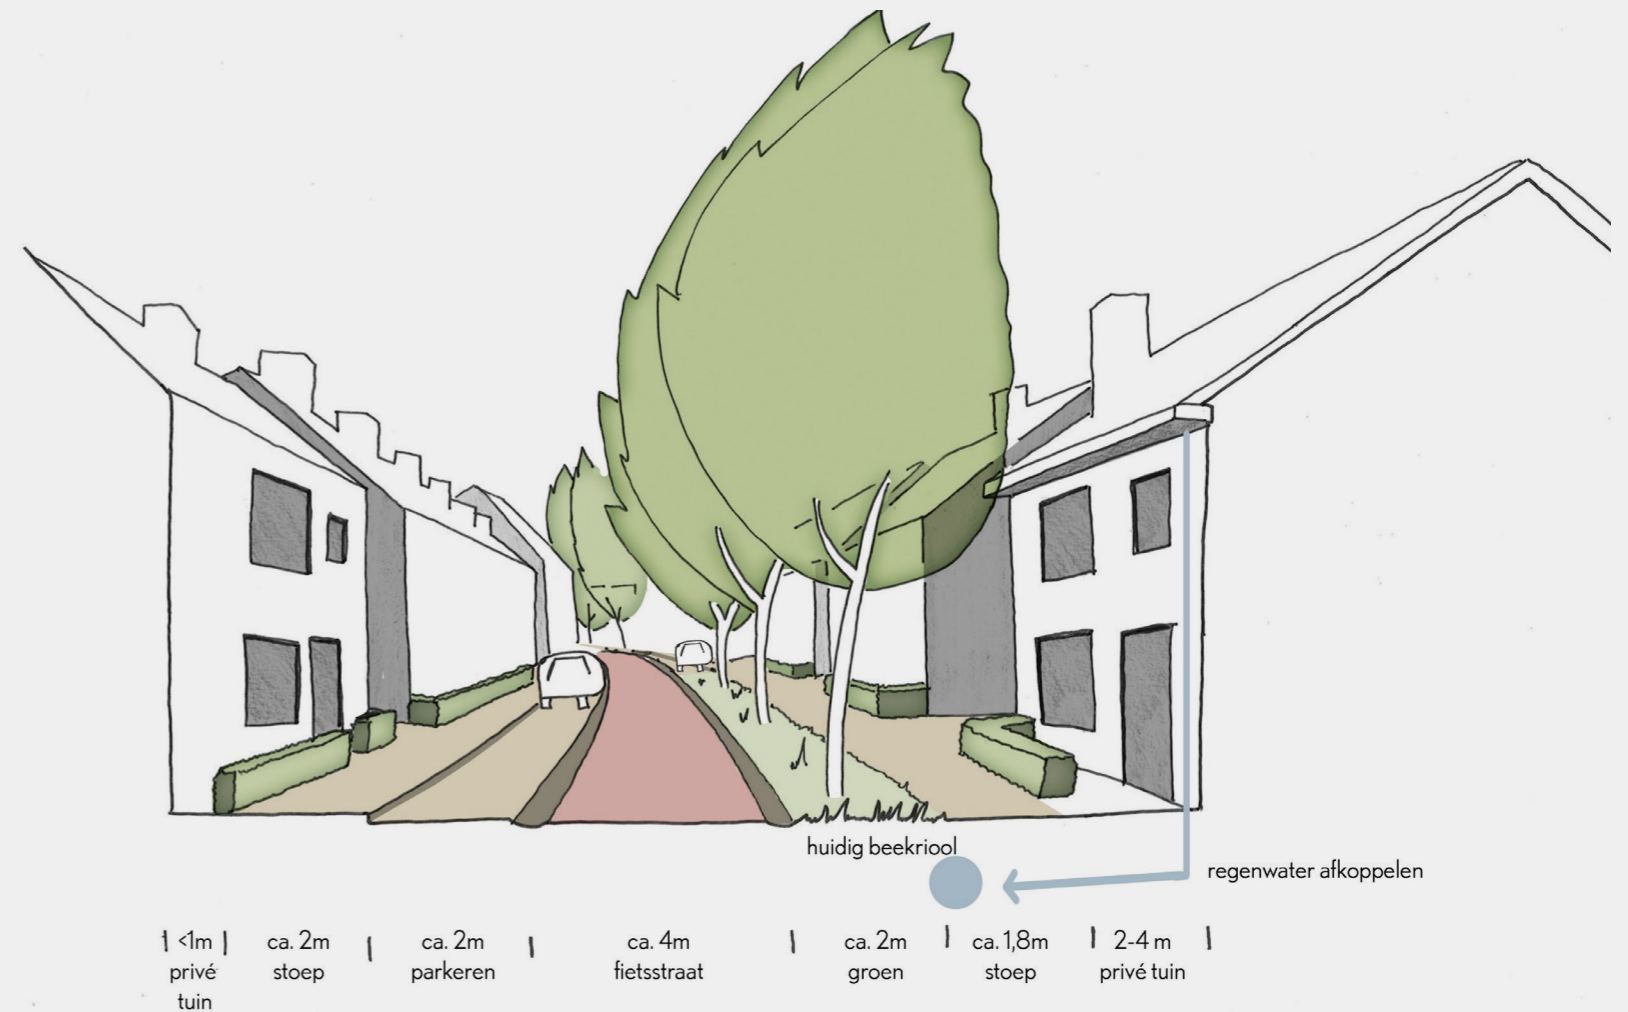 huidig beekriool
regenwater afkoppelen
<1m
privé
tuin
ca. 2m
stoep
ca. 2m
parkeren
ca. 4m
fietsstraat
ca. 2m
groen
ca. 1,8m
stoep
2-4 m
privé tuin